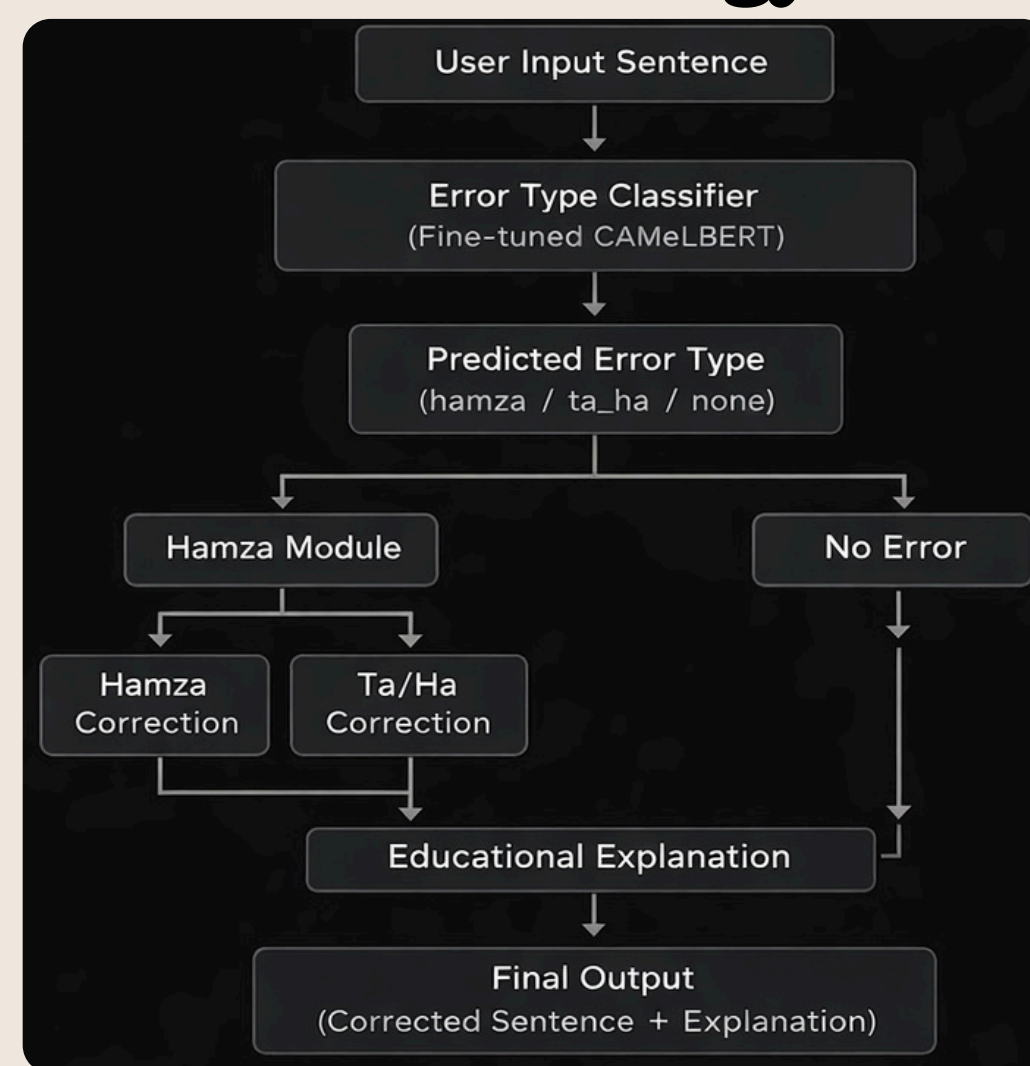 User Input Sentence
Error Type Classifier
(Fine-tuned CAMeLBERT)
Predicted Error Type
(hamza / ta_ha / none)
Hamza Module
No Error
Hamza
Correction
Ta/Ha
Correction
Educational Explanation
Final Output
(Corrected Sentence + Explanation)